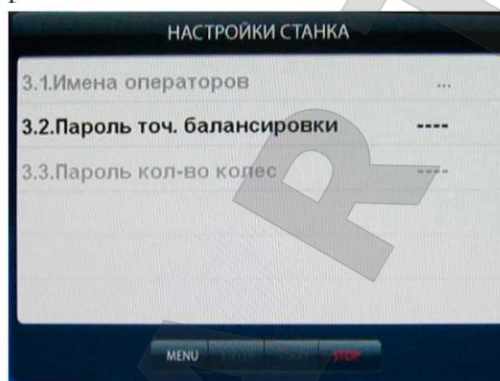 НАСТРОЙКИ СТАНКА
3.1.Имена операторов ...
3.2.Пароль точ. балансировки ----
3.3.Пароль кол-во колес ----
MENU ENTER STOP